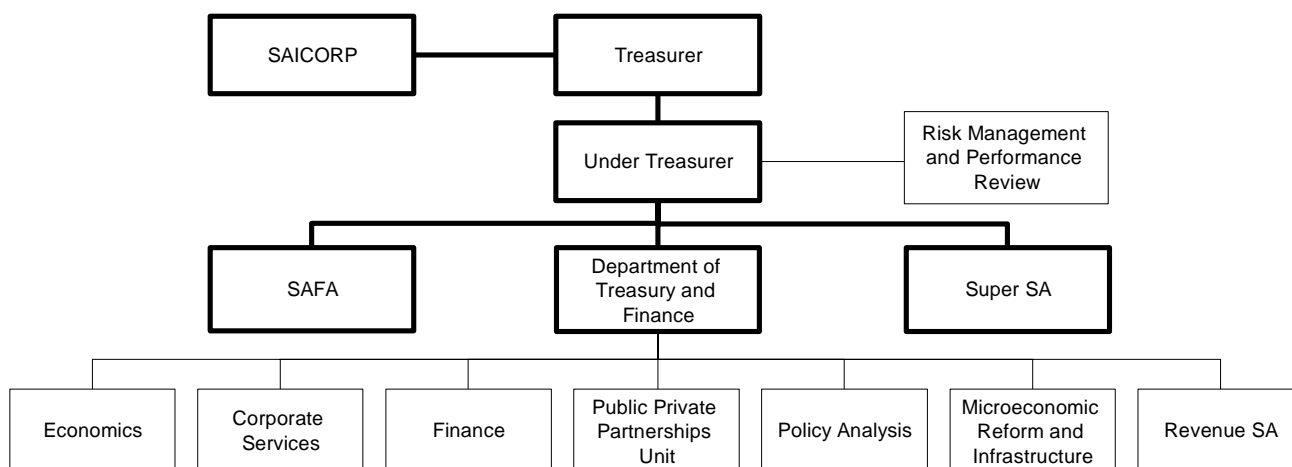 SAICORP
Treasurer
Under Treasurer
Risk Management
and Performance
Review
SAFA
Department of
Treasury and
Finance
Super SA
Economics
Corporate
Services
Finance
Public Private
Partnerships
Unit
Policy Analysis
Microeconomic
Reform and
Infrastructure
Revenue SA